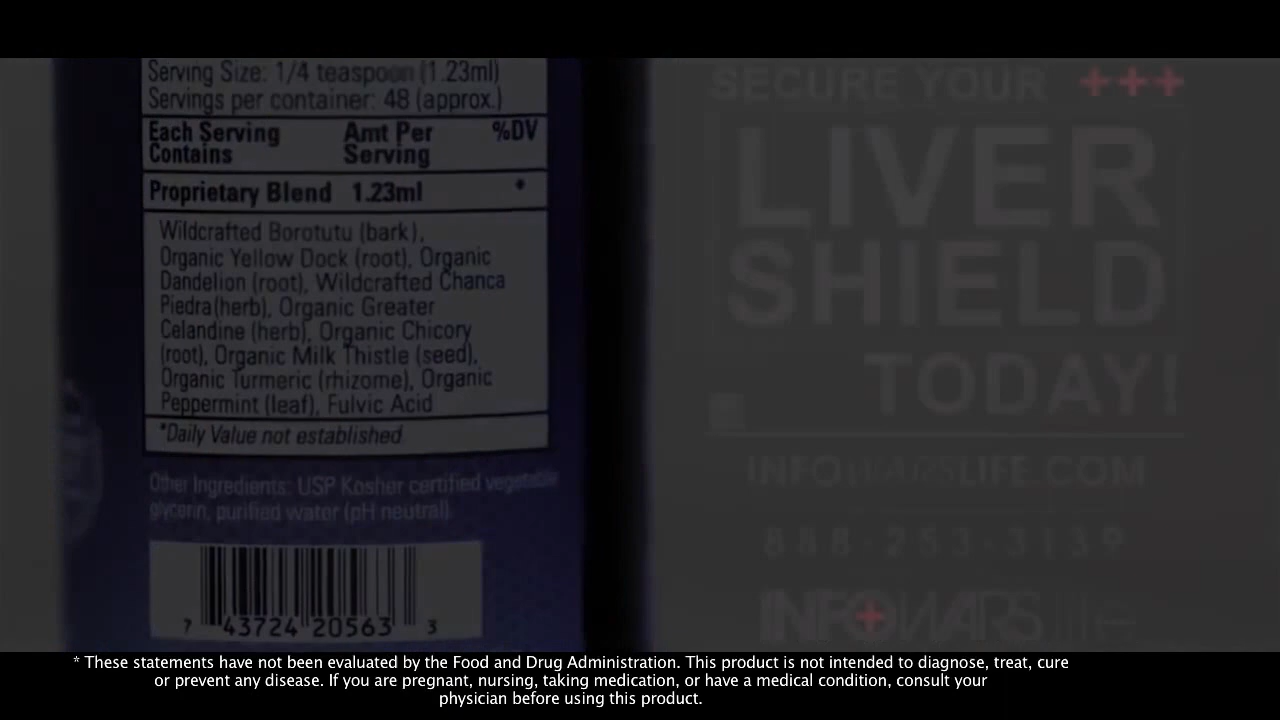 Serving Size: 1/4 teaspoon (1.23ml)
Servings per container: 48 (approx.)
Each Serving Contains Amt Per Serving %DV
Proprietary Blend 1.23ml *
Wildcrafted Borotutu (bark),
Organic Yellow Dock (root), Organic
Dandelion (root), Wildcrafted Chanca
Piedra(herb), Organic Greater
Celandine (herb), Organic Chicory
(root), Organic Milk Thistle (seed),
Organic Turmeric (rhizome), Organic
Peppermint (leaf), Fulvic Acid
*Daily Value not established
Other Ingredients: USP Kosher certified vegetable
glycerin, purified water (pH neutral).
7 43724 20563 3
SECURE YOUR +++
LIVER
SHIELD
TODAY!
INFOWARSLIFE.COM
888-253-3139
INFOWARS life
* These statements have not been evaluated by the Food and Drug Administration. This product is not intended to diagnose, treat, cure
or prevent any disease. If you are pregnant, nursing, taking medication, or have a medical condition, consult your
physician before using this product.